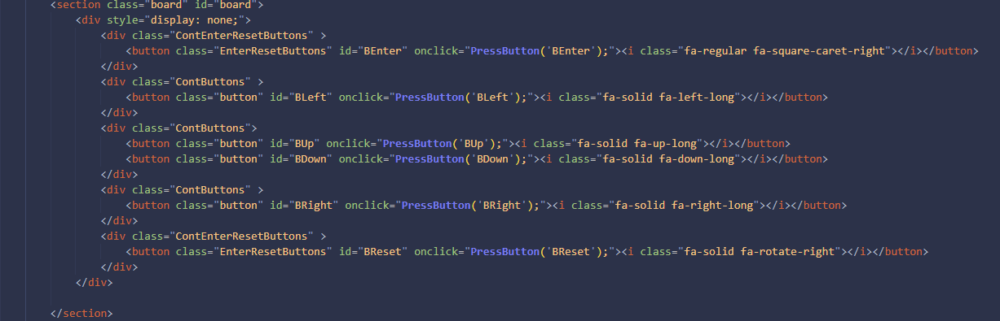 <section class="board" id="board">
<div style="display: none;">
<div class="ContEnterResetButtons" >
<button class="EnterResetButtons" id="BEnter" onclick="PressButton('BEnter');"><i class="fa-regular fa-square-caret-right"></i></button>
</div>
<div class="ContButtons" >
<button class="button" id="BLeft" onclick="PressButton('BLeft');"><i class="fa-solid fa-left-long"></i></button>
</div>
<div class="ContButtons">
<button class="button" id="BUp" onclick="PressButton('BUp');"><i class="fa-solid fa-up-long"></i></button>
<button class="button" id="BDown" onclick="PressButton('BDown');"><i class="fa-solid fa-down-long"></i></button>
</div>
<div class="ContButtons" >
<button class="button" id="BRight" onclick="PressButton('BRight');"><i class="fa-solid fa-right-long"></i></button>
</div>
<div class="ContEnterResetButtons" >
<button class="EnterResetButtons" id="BReset" onclick="PressButton('BReset');"><i class="fa-solid fa-rotate-right"></i></button>
</div>
</div>
</section>